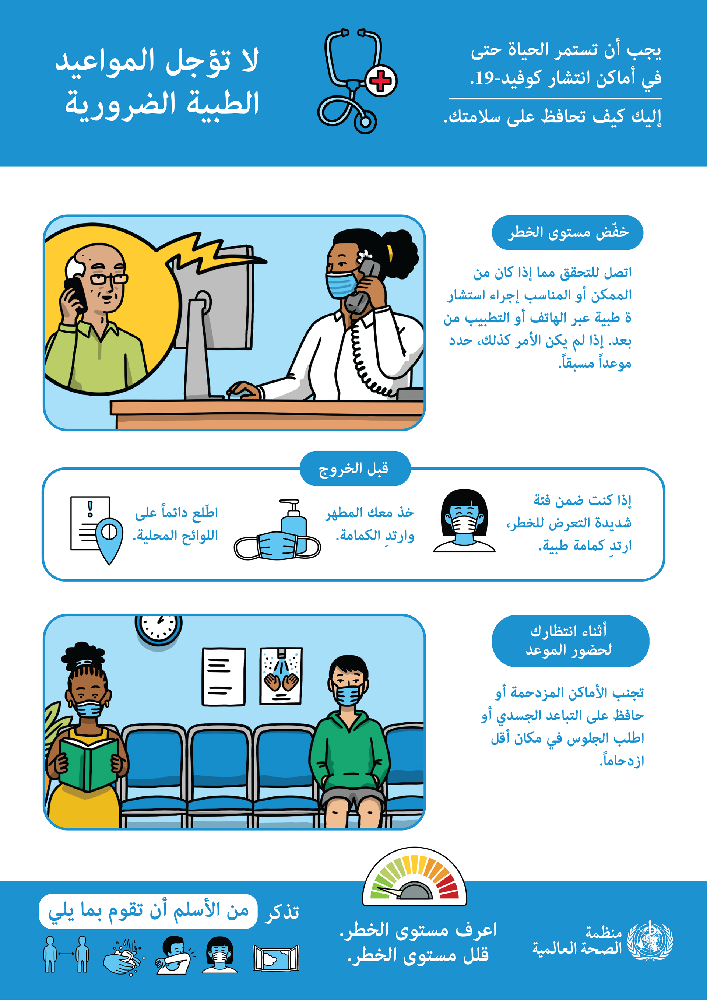 يجب أن تستمر الحياة حتى
في أماكن انتشار كوفيد-19.
إليك كيف تحافظ على سلامتك.
لا تؤجل المواعيد
الطبية الضرورية
خفّض مستوى الخطر
اتصل للتحقق مما إذا كان من
الممكن أو المناسب إجراء استشار
ة طبية عبر الهاتف أو التطبيب من
بعد. إذا لم يكن الأمر كذلك، حدد
موعداً مسبقاً.
قبل الخروج
إذا كنت ضمن فئة
شديدة التعرض للخطر،
ارتدِ كمامة طبية.
خذ معك المطهر
وارتدِ الكمامة.
اطّلع دائماً على
اللوائح المحلية.
أثناء انتظارك
لحضور الموعد
تجنب الأماكن المزدحمة أو
حافظ على التباعد الجسدي أو
اطلب الجلوس في مكان أقل
ازدحاماً.
منظمة
الصحة العالمية
اعرف مستوى الخطر.
قلل مستوى الخطر.
تذكر من الأسلم أن تقوم بما يلي